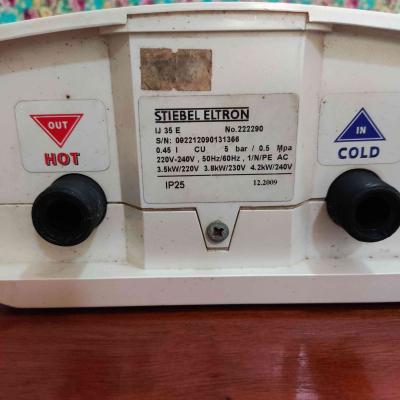 STIEBEL ELTRON
IJ 35 E No.222290
S/N: 092212090131366
0.45 l CU 5 bar / 0.5 Mpa
220V-240V , 50Hz/60Hz , 1/N/PE AC
3.5kW/220V 3.8kW/230V 4.2kW/240V
IP25 12.2009
OUT
HOT
IN
COLD